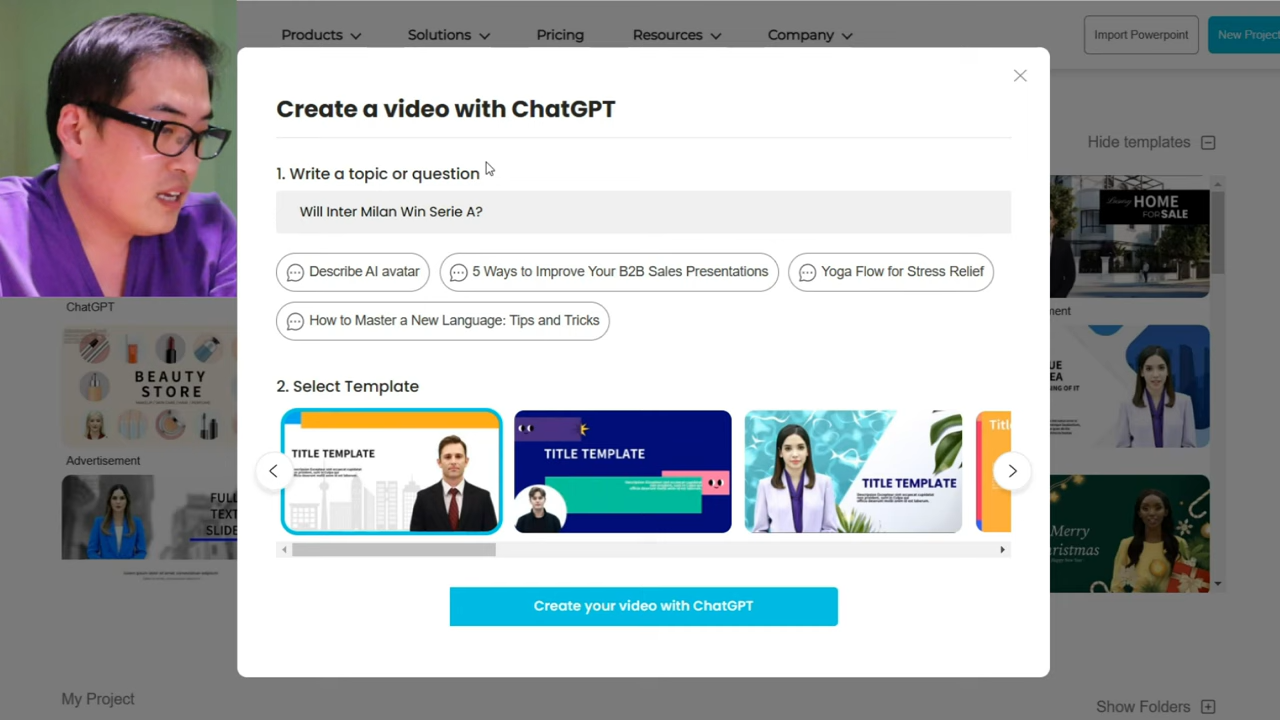 Products
Solutions
Pricing
Resources
Company
Import Powerpoint
New Project
Create a video with ChatGPT
Hide templates
1. Write a topic or question
Will Inter Milan Win Serie A?
HOME
FOR SALE
Describe AI avatar
5 Ways to Improve Your B2B Sales Presentations
Yoga Flow for Stress Relief
ChatGPT
How to Master a New Language: Tips and Tricks
BEAUTY
STORE
2. Select Template
TITLE TEMPLATE
TITLE TEMPLATE
TITLE TEMPLATE
Advertisement
FULL
TEXT
SLIDE
Merry
Create your video with ChatGPT
My Project
Show Folders